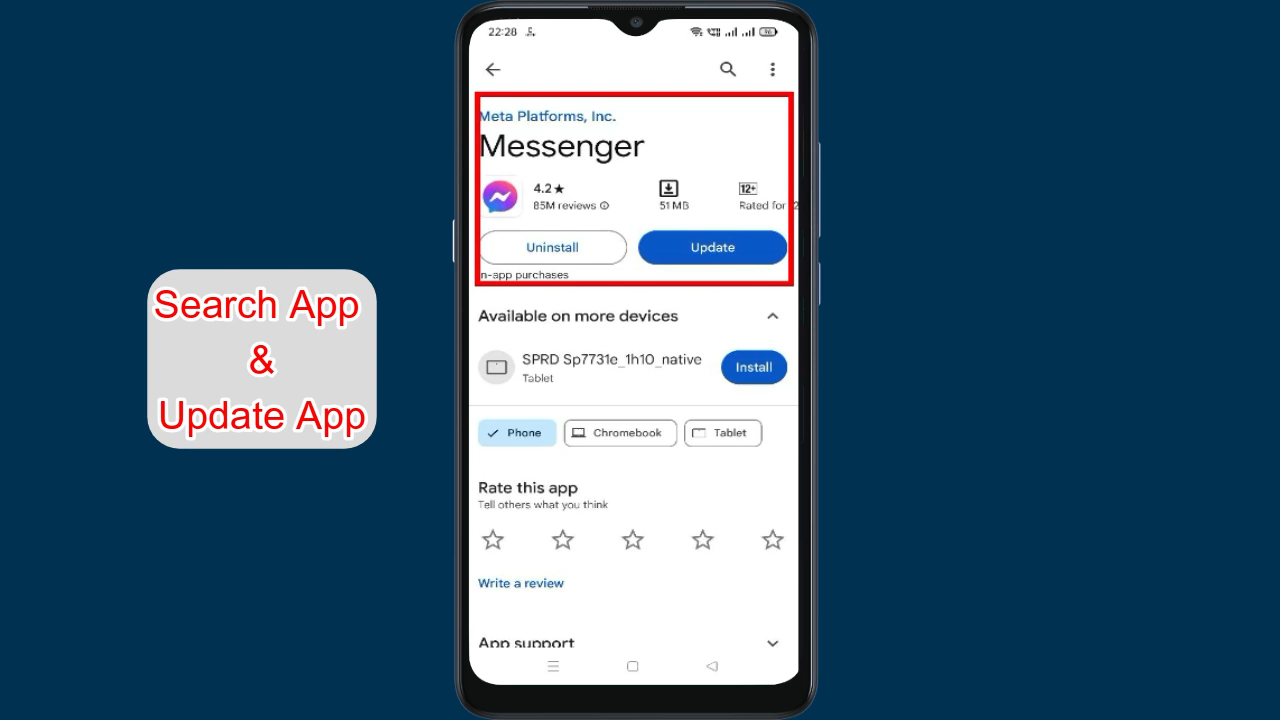 22:28
Meta Platforms, Inc.
Messenger
4.2★ 12+
85M reviews 51 MB Rated for
Uninstall Update
n-app purchases
Available on more devices
SPRD Sp7731e_1h10_native
Tablet
Install
Phone Chromebook Tablet
Rate this app
Tell others what you think
Write a review
App support
Search App
&
Update App